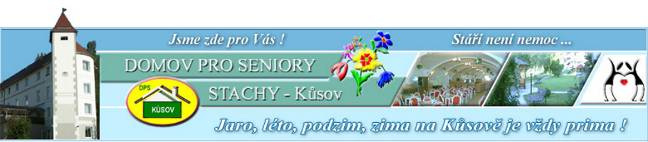 Jsme zde pro Vás !
Stáří není nemoc ...
DOMOV PRO SENIORY
STACHY - Kůsov
DPS
KŮSOV
Jaro, léto, podzim, zima na Kůsově je vždy prima !